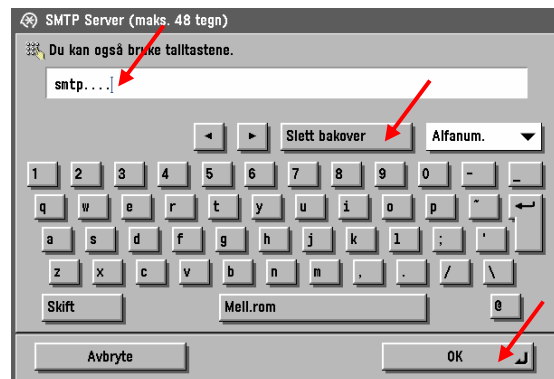 SMTP Server (maks. 48 tegn)
Du kan også bruke talltastene.
smtp....
Slett bakover Alfanum.
1 2 3 4 5 6 7 8 9 0 - _
q w e r t y u i o p ~
a s d f g h j k l ; '
z x c v b n m , . / \
Skift Mell.rom @
Avbryte OK